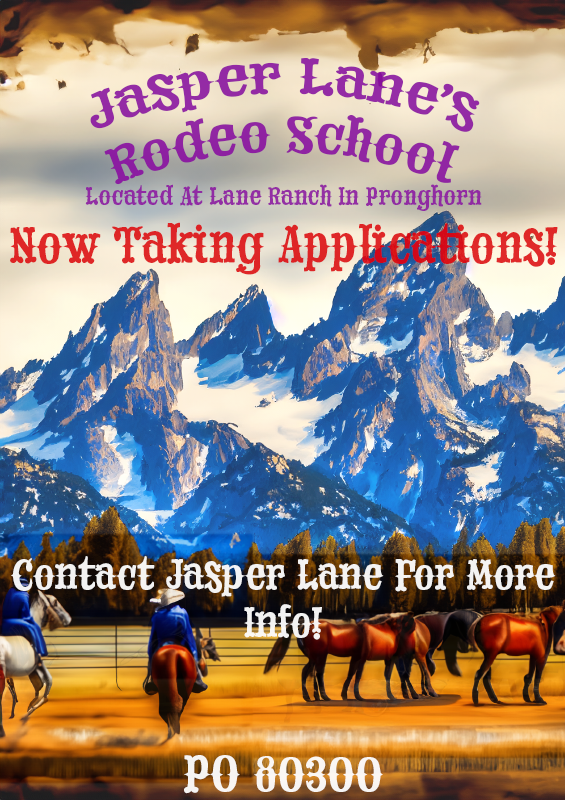 Jasper Lane's
Rodeo School
Located At Lane Ranch In Pronghorn
Now Taking Applications!
Contact Jasper Lane For More
Info!
PO 80300